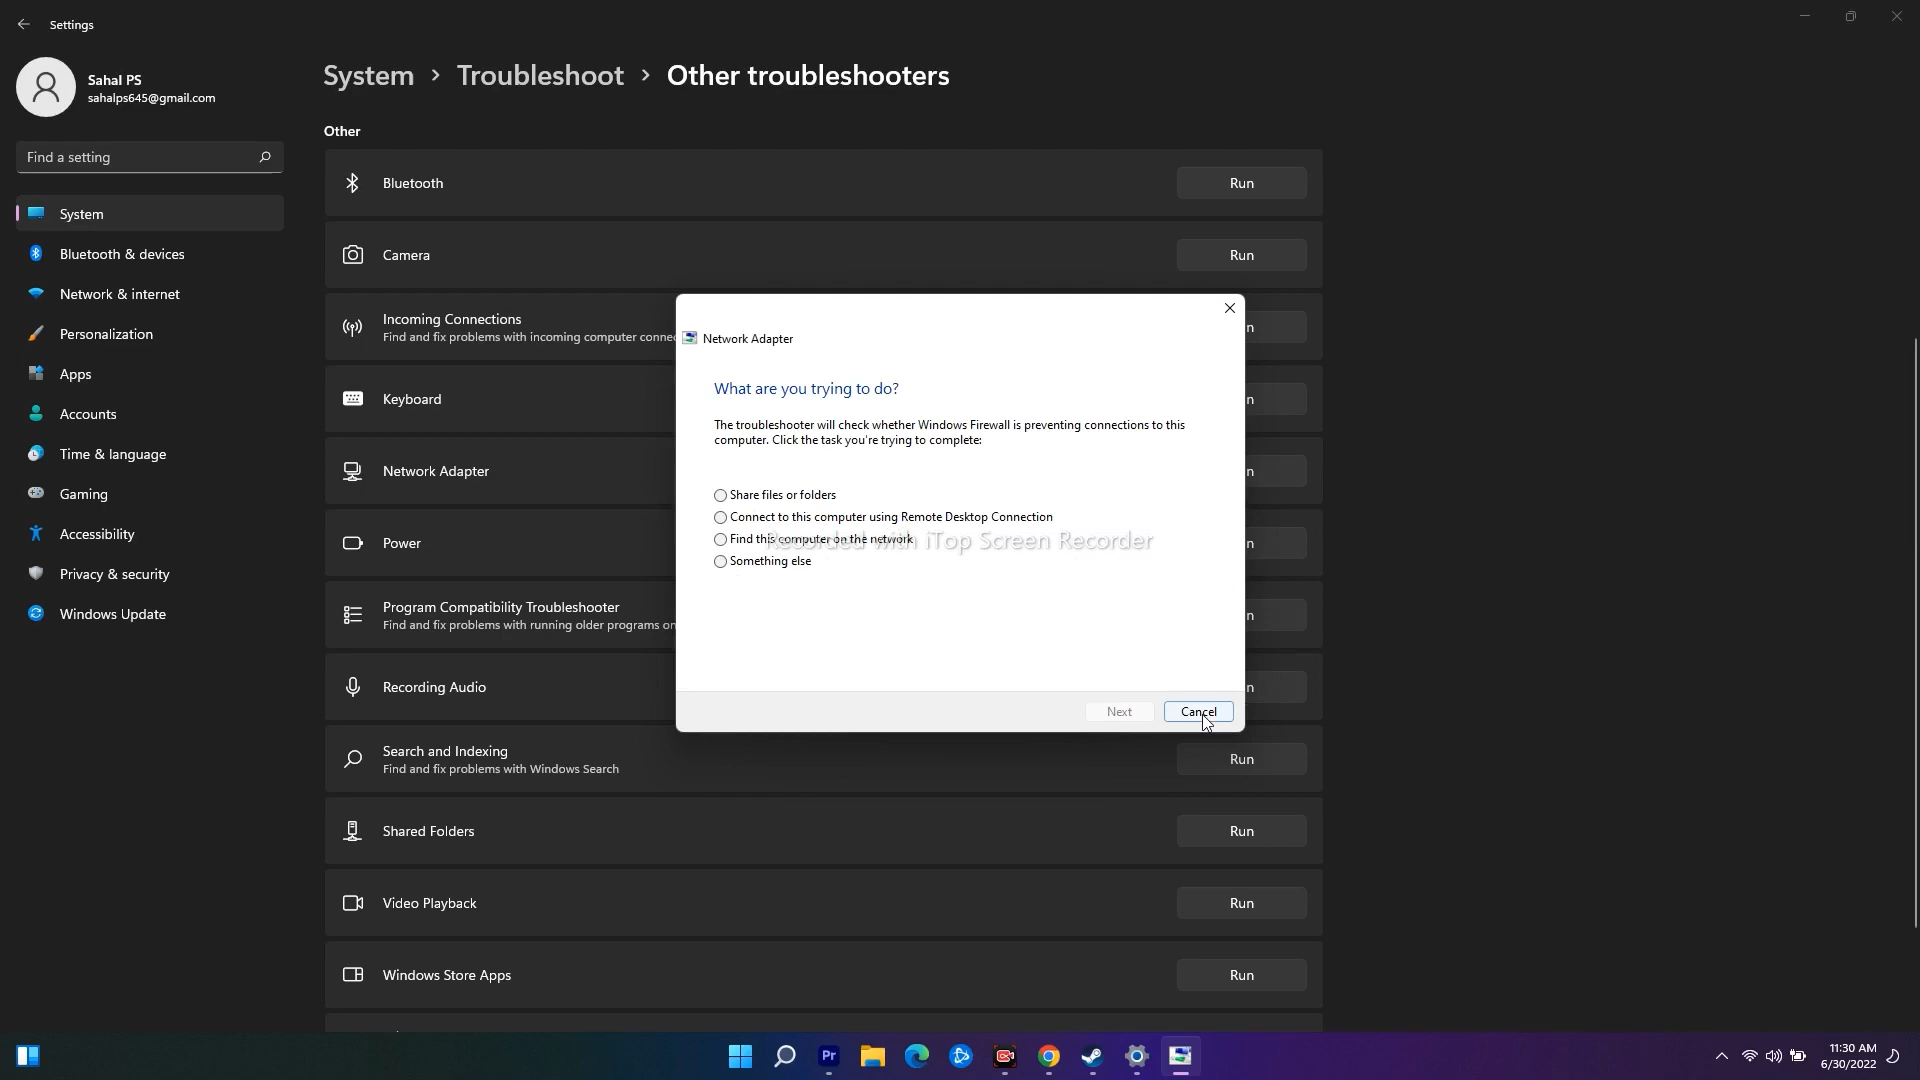 Settings
Sahal PS
sahalps645@gmail.com
Find a setting
System
Bluetooth & devices
Network & internet
Personalization
Apps
Accounts
Time & language
Gaming
Accessibility
Privacy & security
Windows Update
System > Troubleshoot > Other troubleshooters
Other
Bluetooth
Run
Camera
Run
Incoming Connections
Find and fix problems with incoming computer
Keyboard
Network Adapter
Power
Program Compatibility Troubleshooter
Find and fix problems with running older programs
Recording Audio
Search and Indexing
Find and fix problems with Windows Search
Run
Shared Folders
Run
Video Playback
Run
Windows Store Apps
Run
Network Adapter
What are you trying to do?
The troubleshooter will check whether Windows Firewall is preventing connections to this
computer. Click the task you're trying to complete:
Share files or folders
Connect to this computer using Remote Desktop Connection
Find this computer on the network
Something else
Recorded with iTop Screen Recorder
Next
Cancel
Pr
11:30 AM
6/30/2022